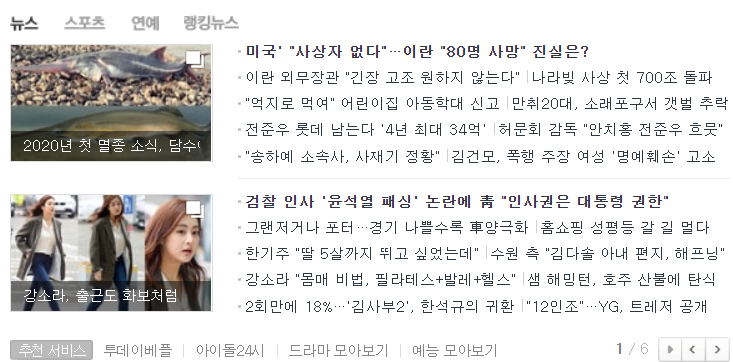 뉴스 스포츠 연예 랭킹뉴스
미국' "사상자 없다"…이란 "80명 사망" 진실은?
이란 외무장관 "긴장 고조 원하지 않는다" 나라빚 사상 첫 700조 돌파
"억지로 먹여" 어린이집 아동학대 신고 만취20대, 소래포구서 갯벌 추락
전준우 롯데 남는다 '4년 최대 34억' 허문회 감독 "안치홍 전준우 흐뭇"
"송하예 소속사, 사재기 정황" 김건모, 폭행 주장 여성 '명예훼손' 고소
2020년 첫 멸종 소식, 담수어
검찰 인사 '윤석열 패싱' 논란에 靑 "인사권은 대통령 권한"
그랜저거나 포터…경기 나쁠수록 車양극화 홈쇼핑 성평등 갈 길 멀다
한기주 "딸 5살까지 뛰고 싶었는데" 수원 측 "김다솔 아내 편지, 해프닝"
강소라 "몸매 비법, 필라테스+발레+헬스" 샘 해밍턴, 호주 산불에 탄식
2회만에 18%…'김사부2', 한석규의 귀환 "12인조"…YG, 트레저 공개
강소라, 출근도 화보처럼
추천 서비스 투데이베플 아이돌24시 드라마 모아보기 예능 모아보기 1 / 6